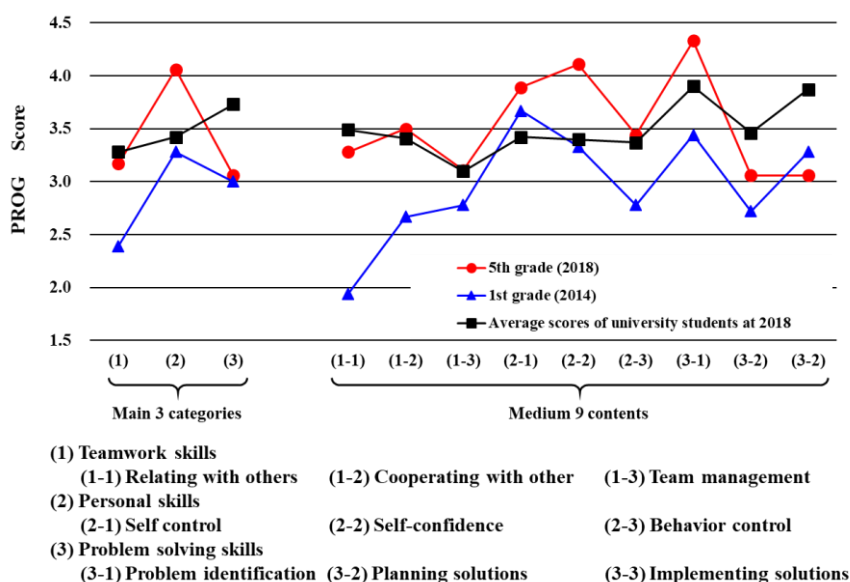 4.5
4.0
3.5
3.0
2.5
2.0
1.5
PROG Score
5th grade (2018)
1st grade (2014)
Average scores of university students at 2018
(1) (2) (3) (1-1) (1-2) (1-3) (2-1) (2-2) (2-3) (3-1) (3-2) (3-2)
Main 3 categories Medium 9 contents
(1) Teamwork skills
(1-1) Relating with others (1-2) Cooperating with other (1-3) Team management
(2) Personal skills
(2-1) Self control (2-2) Self-confidence (2-3) Behavior control
(3) Problem solving skills
(3-1) Problem identification (3-2) Planning solutions (3-3) Implementing solutions